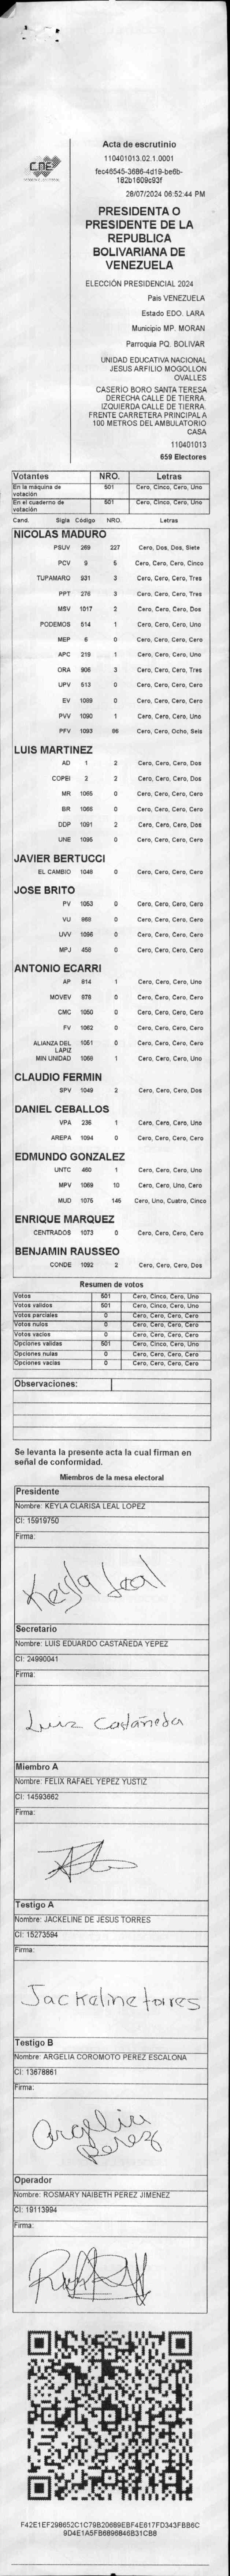 CNE
Acta de escrutinio
110401013.02.1.0001
fec46545-3686-4d19-be6b-
182b1609c93f
28/07/2024 06:52:44 PM
PRESIDENTA O
PRESIDENTE DE LA
REPUBLICA
BOLIVARIANA DE
VENEZUELA
ELECCIÓN PRESIDENCIAL 2024
País VENEZUELA
Estado EDO. LARA
Municipio MP. MORAN
Parroquia PQ. BOLIVAR
UNIDAD EDUCATIVA NACIONAL
JESUS ARFILIO MOGOLLON
OVALLES
CASERIO BORO SANTA TERESA
DERECHA CALLE DE TIERRA.
IZQUIERDA CALLE DE TIERRA.
FRENTE CARRETERA PRINCIPAL A
100 METROS DEL AMBULATORIO
CASA
110401013
659 Electores
Votantes NRO. Letras
En la máquina de votación 501 Cero, Cinco, Cero, Uno
En el cuaderno de votación 501 Cero, Cinco, Cero, Uno
Cand. Sigla Código NRO. Letras
NICOLAS MADURO
PSUV 269 227 Cero, Dos, Dos, Siete
PCV 9 5 Cero, Cero, Cero, Cinco
TUPAMARO 931 3 Cero, Cero, Cero, Tres
PPT 276 3 Cero, Cero, Cero, Tres
MSV 1017 2 Cero, Cero, Cero, Dos
PODEMOS 514 1 Cero, Cero, Cero, Uno
MEP 6 0 Cero, Cero, Cero, Cero
APC 219 1 Cero, Cero, Cero, Uno
ORA 906 3 Cero, Cero, Cero, Tres
UPV 513 0 Cero, Cero, Cero, Cero
EV 1089 0 Cero, Cero, Cero, Cero
PVV 1090 1 Cero, Cero, Cero, Uno
PFV 1093 86 Cero, Cero, Ocho, Seis
LUIS MARTINEZ
AD 1 2 Cero, Cero, Cero, Dos
COPEI 2 2 Cero, Cero, Cero, Dos
MR 1065 0 Cero, Cero, Cero, Cero
BR 1066 0 Cero, Cero, Cero, Cero
DDP 1091 2 Cero, Cero, Cero, Dos
UNE 1095 0 Cero, Cero, Cero, Cero
JAVIER BERTUCCI
EL CAMBIO 1048 0 Cero, Cero, Cero, Cero
JOSE BRITO
PV 1053 0 Cero, Cero, Cero, Cero
VU 868 0 Cero, Cero, Cero, Cero
UVV 1096 0 Cero, Cero, Cero, Cero
MPJ 458 0 Cero, Cero, Cero, Cero
ANTONIO ECARRI
AP 814 1 Cero, Cero, Cero, Uno
MOVEV 976 0 Cero, Cero, Cero, Cero
CMC 1050 0 Cero, Cero, Cero, Cero
FV 1062 0 Cero, Cero, Cero, Cero
ALIANZA DEL LAPIZ 1051 0 Cero, Cero, Cero, Cero
MIN UNIDAD 1068 1 Cero, Cero, Cero, Uno
CLAUDIO FERMIN
SPV 1049 2 Cero, Cero, Cero, Dos
DANIEL CEBALLOS
VPA 236 1 Cero, Cero, Cero, Uno
AREPA 1094 0 Cero, Cero, Cero, Cero
EDMUNDO GONZALEZ
UNTC 460 1 Cero, Cero, Cero, Uno
MPV 1069 10 Cero, Cero, Uno, Cero
MUD 1075 145 Cero, Uno, Cuatro, Cinco
ENRIQUE MARQUEZ
CENTRADOS 1073 0 Cero, Cero, Cero, Cero
BENJAMIN RAUSSEO
CONDE 1092 2 Cero, Cero, Cero, Dos
Resumen de votos
Votos 501 Cero, Cinco, Cero, Uno
Votos validos 501 Cero, Cinco, Cero, Uno
Votos parciales 0 Cero, Cero, Cero, Cero
Votos nulos 0 Cero, Cero, Cero, Cero
Votos vacios 0 Cero, Cero, Cero, Cero
Opciones validas 501 Cero, Cinco, Cero, Uno
Opciones nulas 0 Cero, Cero, Cero, Cero
Opciones vacias 0 Cero, Cero, Cero, Cero
Observaciones:
Se levanta la presente acta la cual firman en
señal de conformidad.
Miembros de la mesa electoral
Presidente
Nombre: KEYLA CLARISA LEAL LOPEZ
CI: 15919750
Firma:
Keyla Leal
Secretario
Nombre: LUIS EDUARDO CASTAÑEDA YEPEZ
CI: 24990041
Firma:
Luis Castañeda
Miembro A
Nombre: FELIX RAFAEL YEPEZ YUSTIZ
CI: 14593662
Firma:
Testigo A
Nombre: JACKELINE DE JESUS TORRES
CI: 15273594
Firma:
Jackeline torres
Testigo B
Nombre: ARGELIA COROMOTO PEREZ ESCALONA
CI: 13678861
Firma:
Argelia
Perez
Operador
Nombre: ROSMARY NAIBETH PEREZ JIMENEZ
CI: 19113994
Firma:
F42E1EF298652C1C79B20689EBF4E617FD343FBB6C
9D4E1A5FB6896846B31CB8